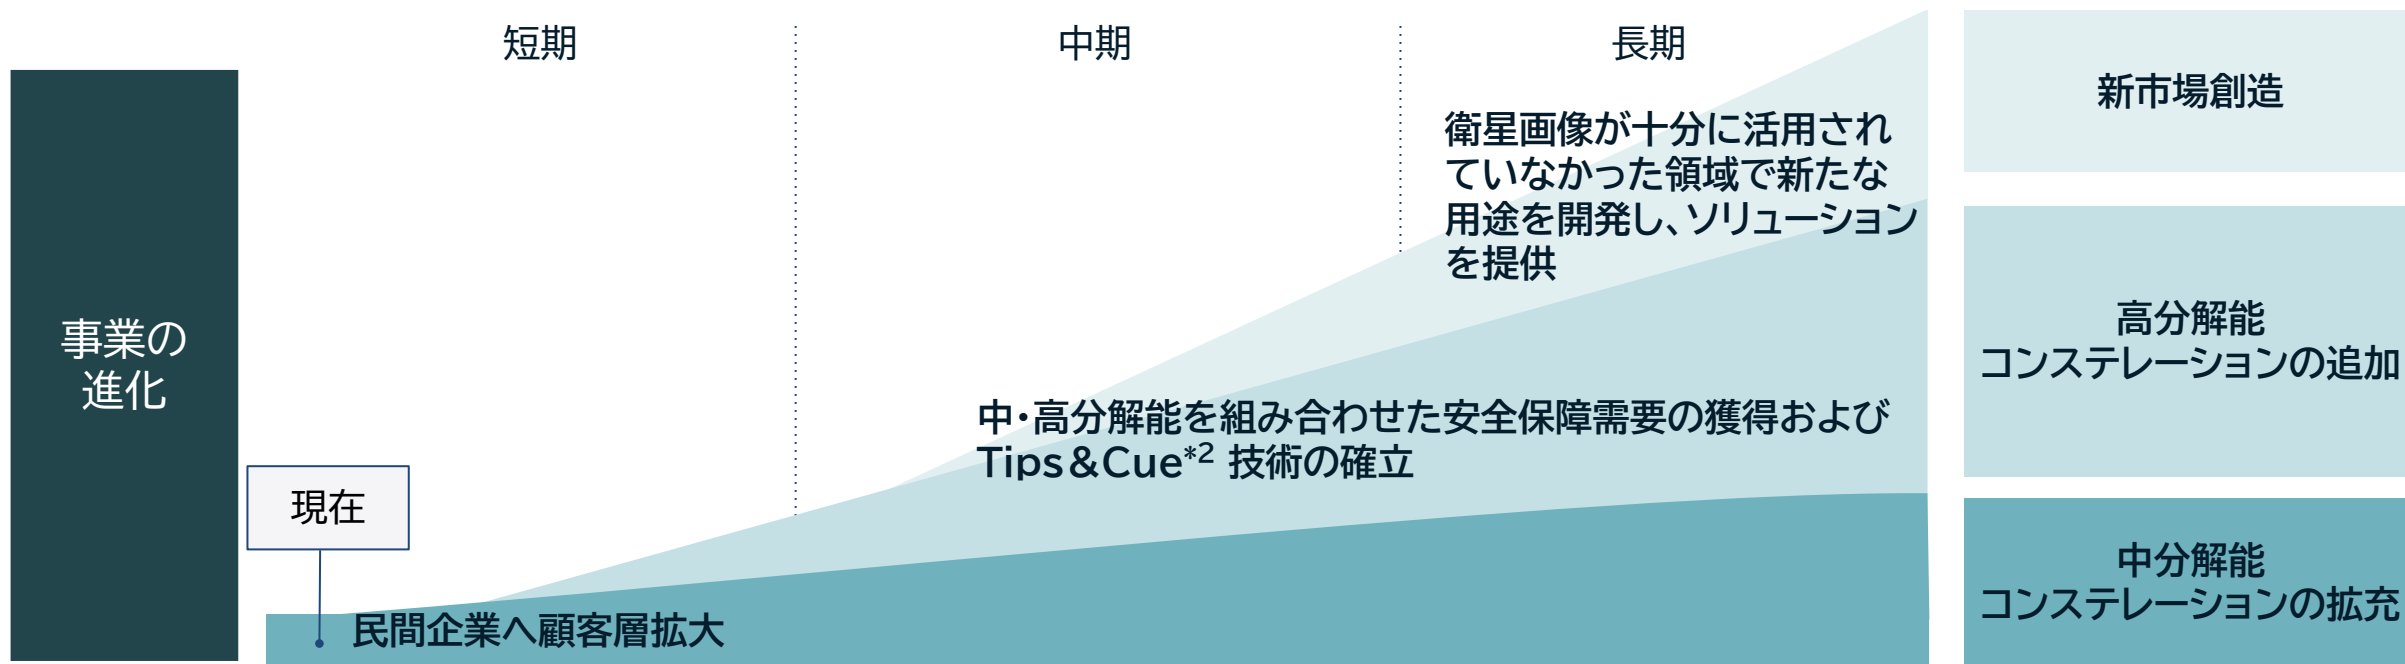 短期
中期
長期
事業の
進化
現在
衛星画像が十分に活用され
ていなかった領域で新たな
用途を開発し、ソリューション
を提供
中・高分解能を組み合わせた安全保障需要の獲得および
Tips&Cue*2 技術の確立
民間企業へ顧客層拡大
新市場創造
高分解能
コンステレーションの追加
中分解能
コンステレーションの拡充